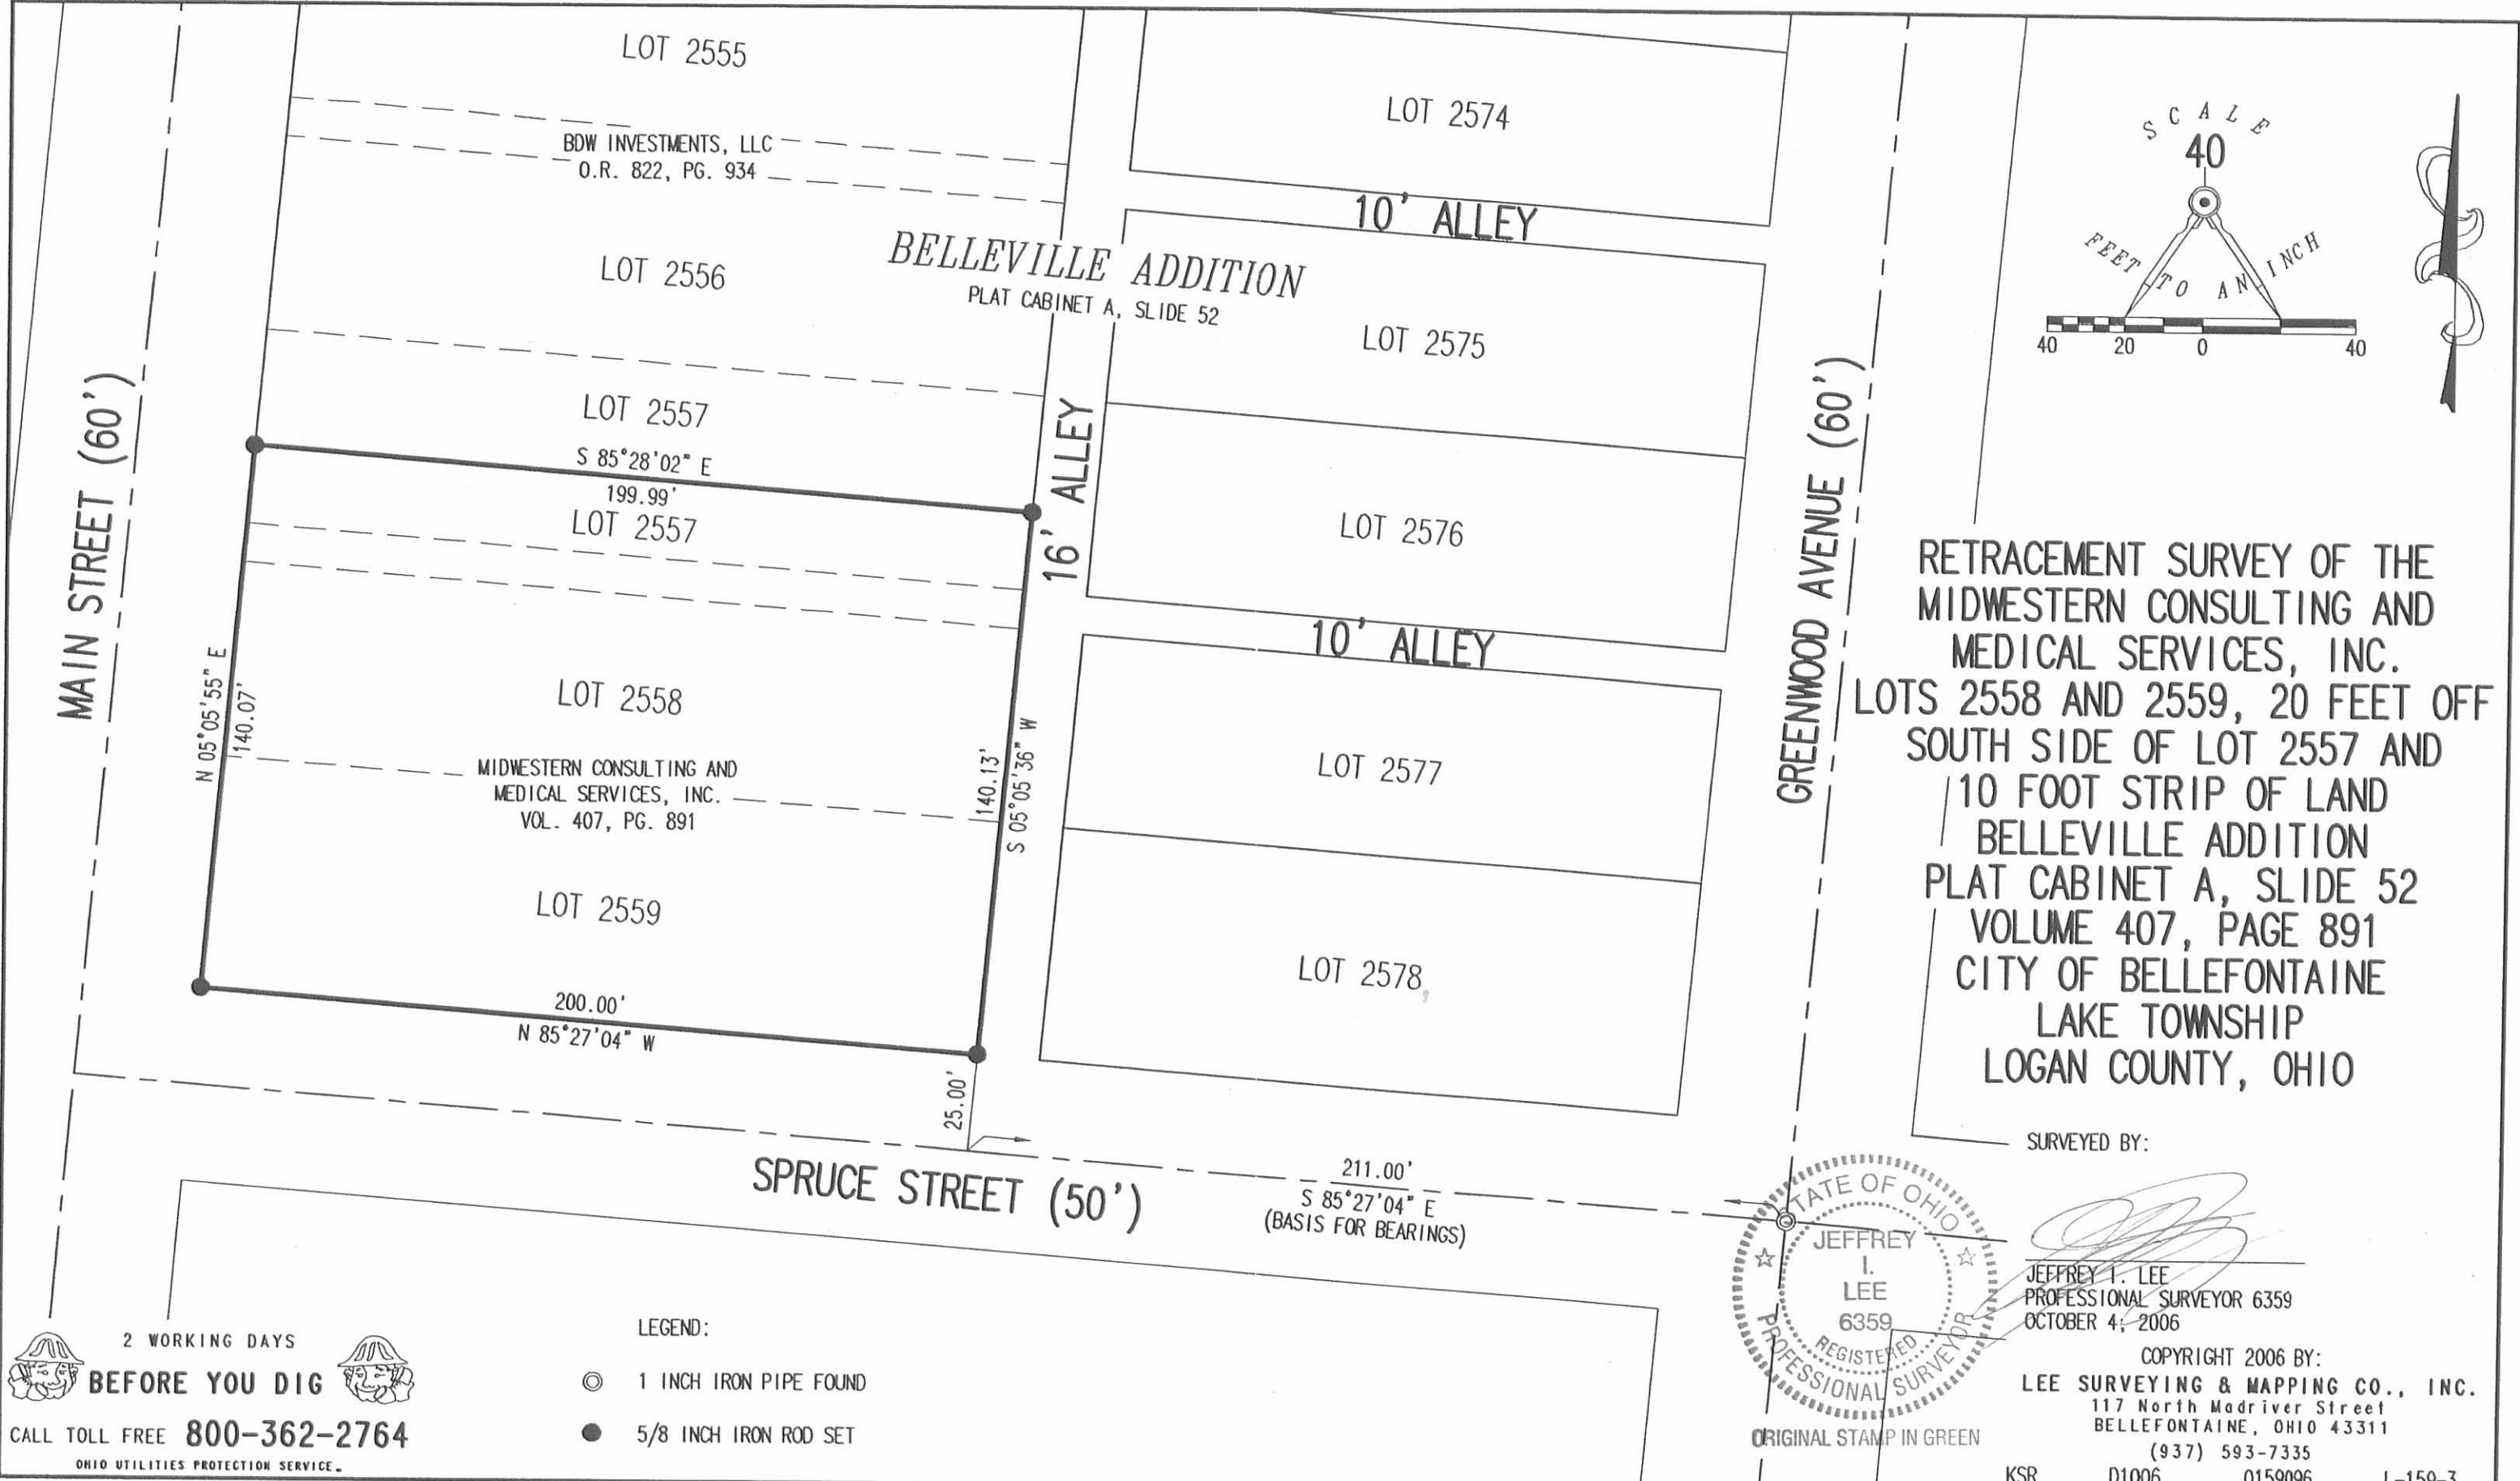 LOT 2555
BDW INVESTMENTS, LLC
O.R. 822, PG. 934
LOT 2556
BELLEVILLE ADDITION
PLAT CABINET A, SLIDE 52
LOT 2557
S 85°28'02" E
199.99'
LOT 2557
LOT 2558
MIDWESTERN CONSULTING AND
MEDICAL SERVICES, INC.
VOL. 407, PG. 891
LOT 2559
200.00'
N 85°27'04" W
MAIN STREET (60')
N 05°05'55" E
140.07'
140.13'
S 05°05'36" W
16' ALLEY
25.00'
LOT 2574
10' ALLEY
LOT 2575
LOT 2576
10' ALLEY
LOT 2577
LOT 2578
GREENWOOD AVENUE (60')
SPRUCE STREET (50')
211.00'
S 85°27'04" E
(BASIS FOR BEARINGS)
SCALE
40
FEET TO AN INCH
40 20 0 40
RETRACEMENT SURVEY OF THE
MIDWESTERN CONSULTING AND
MEDICAL SERVICES, INC.
LOTS 2558 AND 2559, 20 FEET OFF
SOUTH SIDE OF LOT 2557 AND
10 FOOT STRIP OF LAND
BELLEVILLE ADDITION
PLAT CABINET A, SLIDE 52
VOLUME 407, PAGE 891
CITY OF BELLEFONTAINE
LAKE TOWNSHIP
LOGAN COUNTY, OHIO
SURVEYED BY:
JEFFREY I. LEE
PROFESSIONAL SURVEYOR 6359
OCTOBER 4, 2006
COPYRIGHT 2006 BY:
LEE SURVEYING & MAPPING CO., INC.
117 North Madriver Street
BELLEFONTAINE, OHIO 43311
(937) 593-7335
KSR D1006 0159096 L-159-3
STATE OF OHIO
JEFFREY
I.
LEE
6359
REGISTERED
PROFESSIONAL SURVEYOR
ORIGINAL STAMP IN GREEN
LEGEND:
1 INCH IRON PIPE FOUND
5/8 INCH IRON ROD SET
2 WORKING DAYS
BEFORE YOU DIG
CALL TOLL FREE 800-362-2764
OHIO UTILITIES PROTECTION SERVICE.